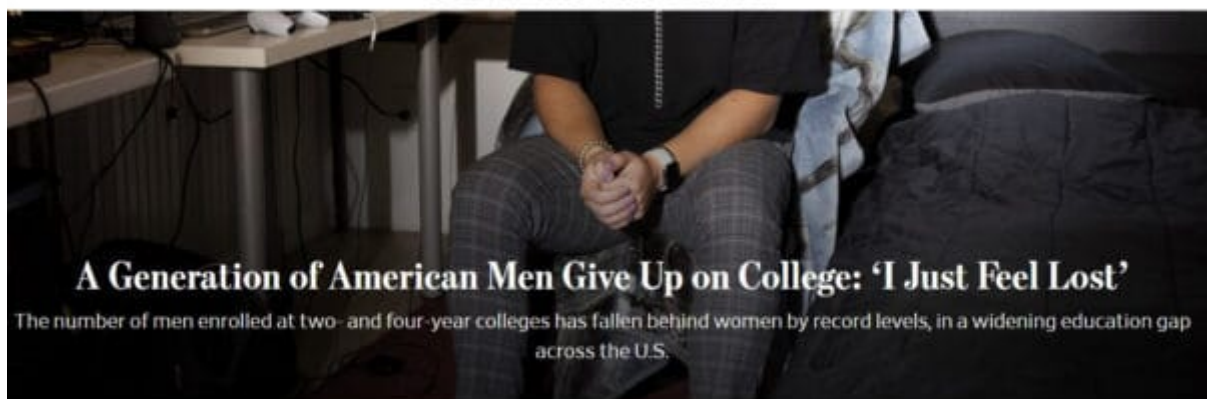 A Generation of American Men Give Up on College: ‘I Just Feel Lost’
The number of men enrolled at two- and four-year colleges has fallen behind women by record levels, in a widening education gap
across the U.S.